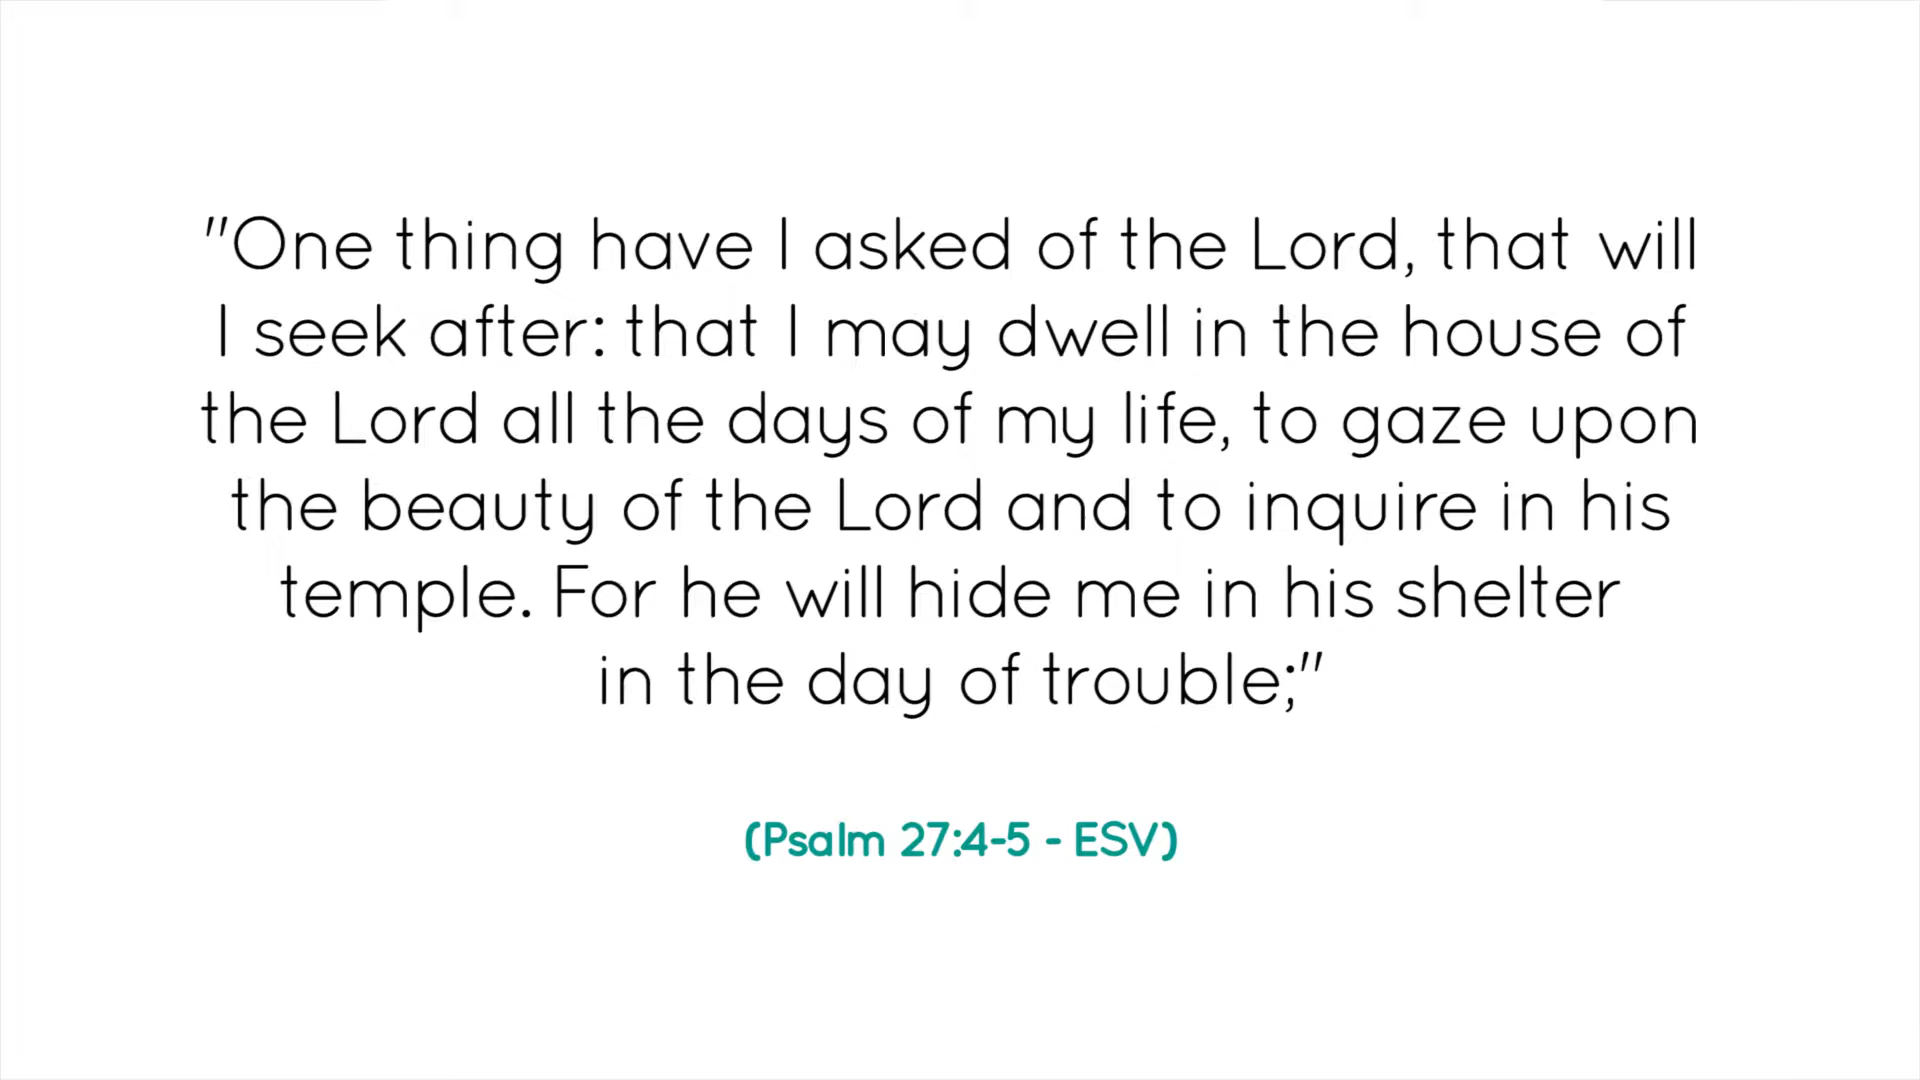 "One thing have I asked of the Lord, that will
I seek after: that I may dwell in the house of
the Lord all the days of my life, to gaze upon
the beauty of the Lord and to inquire in his
temple. For he will hide me in his shelter
in the day of trouble;"
(Psalm 27:4-5 - ESV)